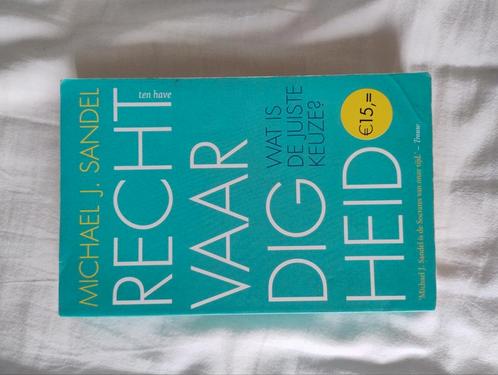 MICHAEL J. SANDEL
ten have
RECHT
VAAR
DIG
WAT IS
DE JUISTE
KEUZE?
HEID
€15,=
'Michael J. Sandel is de Socrates van onze tijd.' – Trouw